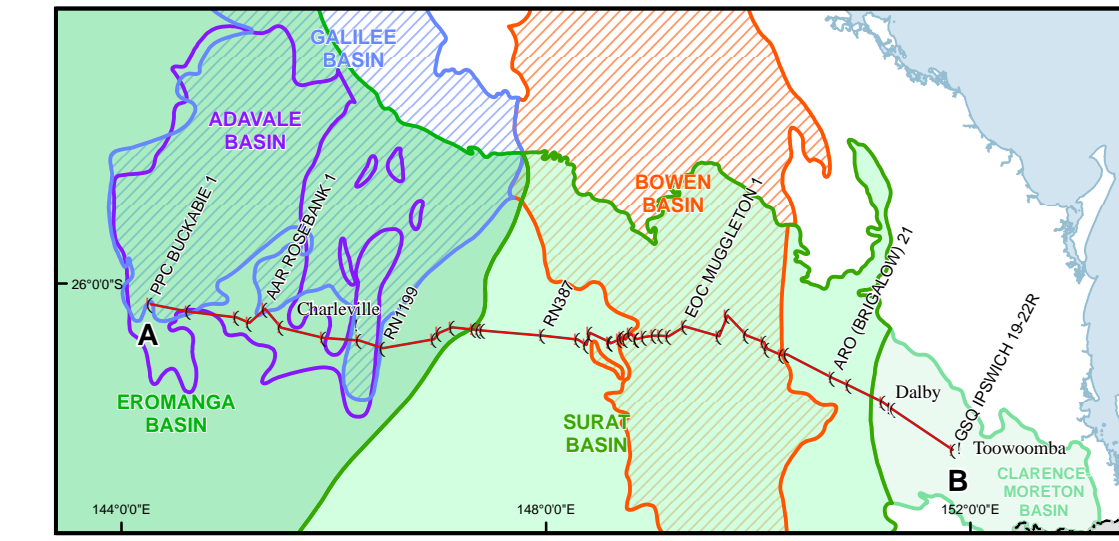 GALILEE
BASIN
ADAVALE
BASIN
BOWEN
BASIN
PPC BUCKABIE 1
AAR ROSEBANK 1
EOC MUGGLETON 1
ARO (BRIGALOW) 21
26°0'0"S
RN387
RN1199
GSQ IPSWICH 19-22R
Charleville
A
EROMANGA
BASIN
SURAT
BASIN
Dalby
Toowoomba
B
CLARENCE
MORETON
BASIN
144°0'0"E
148°0'0"E
152°0'0"E